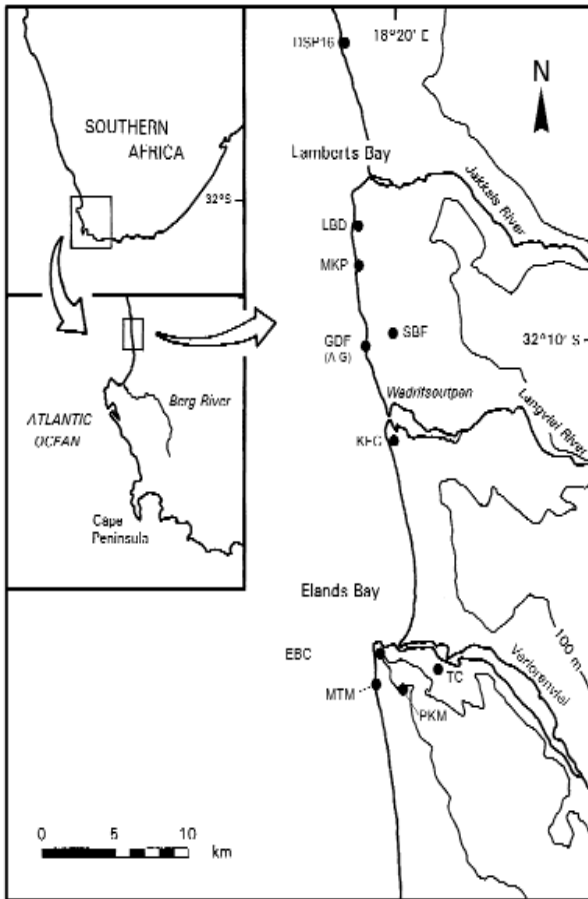 SOUTHERN
AFRICA
32°S
ATLANTIC
OCEAN
Berg River
Cape
Peninsula
DSP16
18°20' E
N
Lamberts Bay
Jakkals River
LBD
MKP
SBF
GDF
(A-G)
32°10' S
Wadrifsoutpan
Langvlei River
Elands Bay
EBC
TC
MTM
PKM
Verlorenvlei
100 m
0 5 10
km